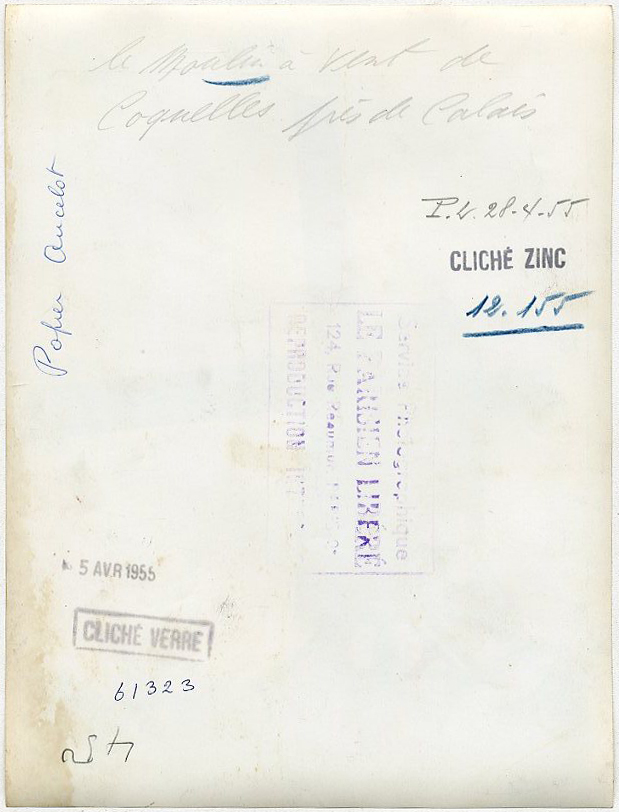 le Moulin à vent de
Coquelles près de Calais
Papier Ancelot
P.L. 28-4-55
CLICHÉ ZINC
12.155
Service Photographique
LE PARISIEN LIBÉRÉ
124, Rue Réaumur
REPRODUCTION
5 AVR 1955
CLICHÉ VERRE
61323